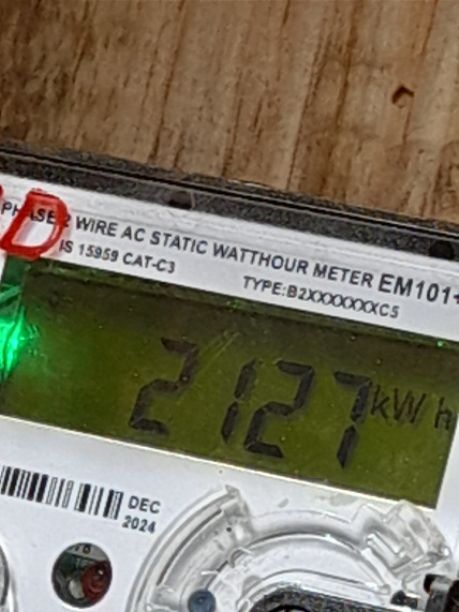 PHASE 2 WIRE AC STATIC WATTHOUR METER EM101+
IS 15959 CAT-C3
TYPE:B2XXXXXXXC5
2127 kWh
DEC
2024